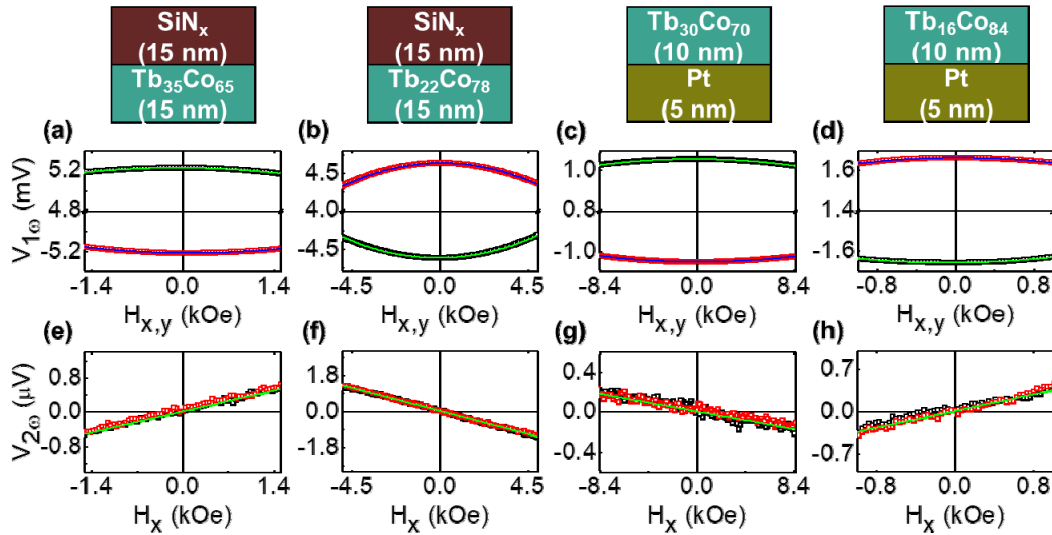 SiNₓ
(15 nm)
Tb₃₅Co₆₅
(15 nm)
SiNₓ
(15 nm)
Tb₂₂Co₇₈
(15 nm)
Tb₃₀Co₇₀
(10 nm)
Pt
(5 nm)
Tb₁₆Co₈₄
(10 nm)
Pt
(5 nm)
(a)
(b)
(c)
(d)
V₁ω (mV)
5.2
4.8
-5.2
-1.4 0.0 1.4
Hₓ,ᵧ (kOe)
4.5
4.0
-4.5
-4.5 0.0 4.5
Hₓ,ᵧ (kOe)
1.0
0.8
-1.0
-8.4 0.0 8.4
Hₓ,ᵧ (kOe)
1.6
1.4
-1.6
-0.8 0.0 0.8
Hₓ,ᵧ (kOe)
(e)
(f)
(g)
(h)
V₂ω (μV)
0.8
0.0
-0.8
-1.4 0.0 1.4
Hₓ (kOe)
1.8
0.0
-1.8
-4.5 0.0 4.5
Hₓ (kOe)
0.4
0.0
-0.4
-8.4 0.0 8.4
Hₓ (kOe)
0.7
0.0
-0.7
-0.8 0.0 0.8
Hₓ (kOe)